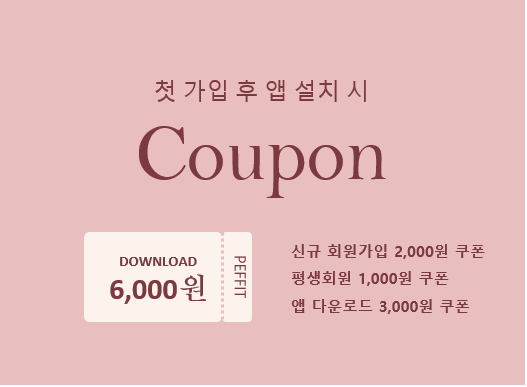 첫 가입 후 앱 설치 시
Coupon
DOWNLOAD
6,000원
PEFFIT
신규 회원가입 2,000원 쿠폰
평생회원 1,000원 쿠폰
앱 다운로드 3,000원 쿠폰